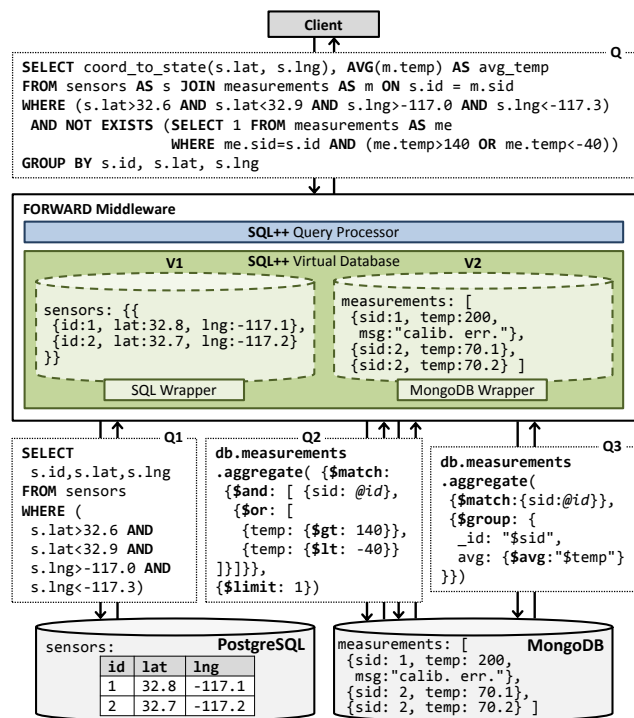 Client
Q
SELECT coord_to_state(s.lat, s.lng), AVG(m.temp) AS avg_temp
FROM sensors AS s JOIN measurements AS m ON s.id = m.sid
WHERE (s.lat>32.6 AND s.lat<32.9 AND s.lng>-117.0 AND s.lng<-117.3)
AND NOT EXISTS (SELECT 1 FROM measurements AS me
WHERE me.sid=s.id AND (me.temp>140 OR me.temp<-40))
GROUP BY s.id, s.lat, s.lng
FORWARD Middleware
SQL++ Query Processor
SQL++ Virtual Database
V1
sensors: {{
{id:1, lat:32.8, lng:-117.1},
{id:2, lat:32.7, lng:-117.2}
}}
SQL Wrapper
V2
measurements: [
{sid:1, temp:200,
msg:"calib. err."},
{sid:2, temp:70.1},
{sid:2, temp:70.2} ]
MongoDB Wrapper
Q1
SELECT
s.id,s.lat,s.lng
FROM sensors
WHERE (
s.lat>32.6 AND
s.lat<32.9 AND
s.lng>-117.0 AND
s.lng<-117.3)
Q2
db.measurements
.aggregate( {$match:
{$and: [ {sid: @id},
{$or: [
{temp: {$gt: 140}},
{temp: {$lt: -40}}
]}]}},
{$limit: 1})
Q3
db.measurements
.aggregate(
{$match:{sid:@id}},
{$group: {
_id: "$sid",
avg: {$avg:"$temp"}
}})
PostgreSQL
sensors:
id lat lng
1 32.8 -117.1
2 32.7 -117.2
MongoDB
measurements: [
{sid: 1, temp: 200,
msg:"calib. err."},
{sid: 2, temp: 70.1},
{sid: 2, temp: 70.2} ]